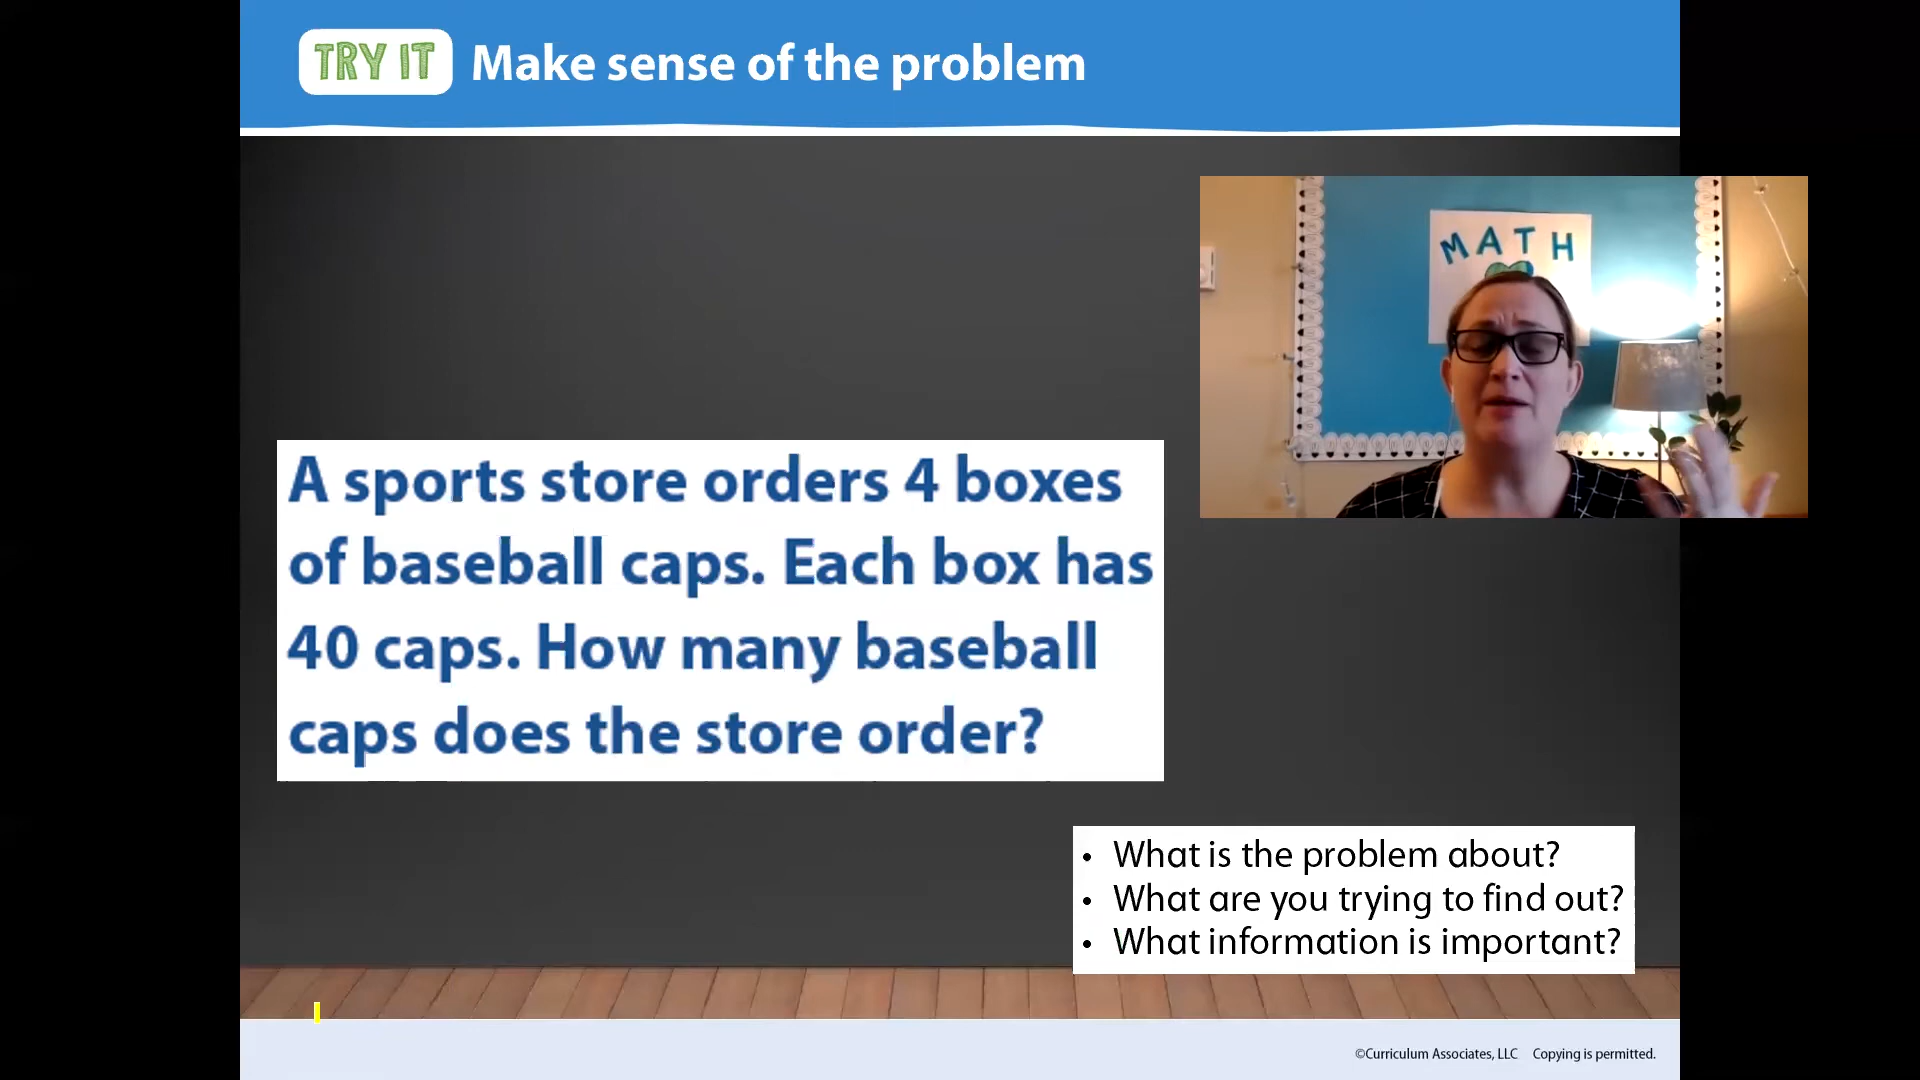 TRY IT Make sense of the problem
MATH
A sports store orders 4 boxes
of baseball caps. Each box has
40 caps. How many baseball
caps does the store order?
• What is the problem about?
• What are you trying to find out?
• What information is important?
©Curriculum Associates, LLC Copying is permitted.